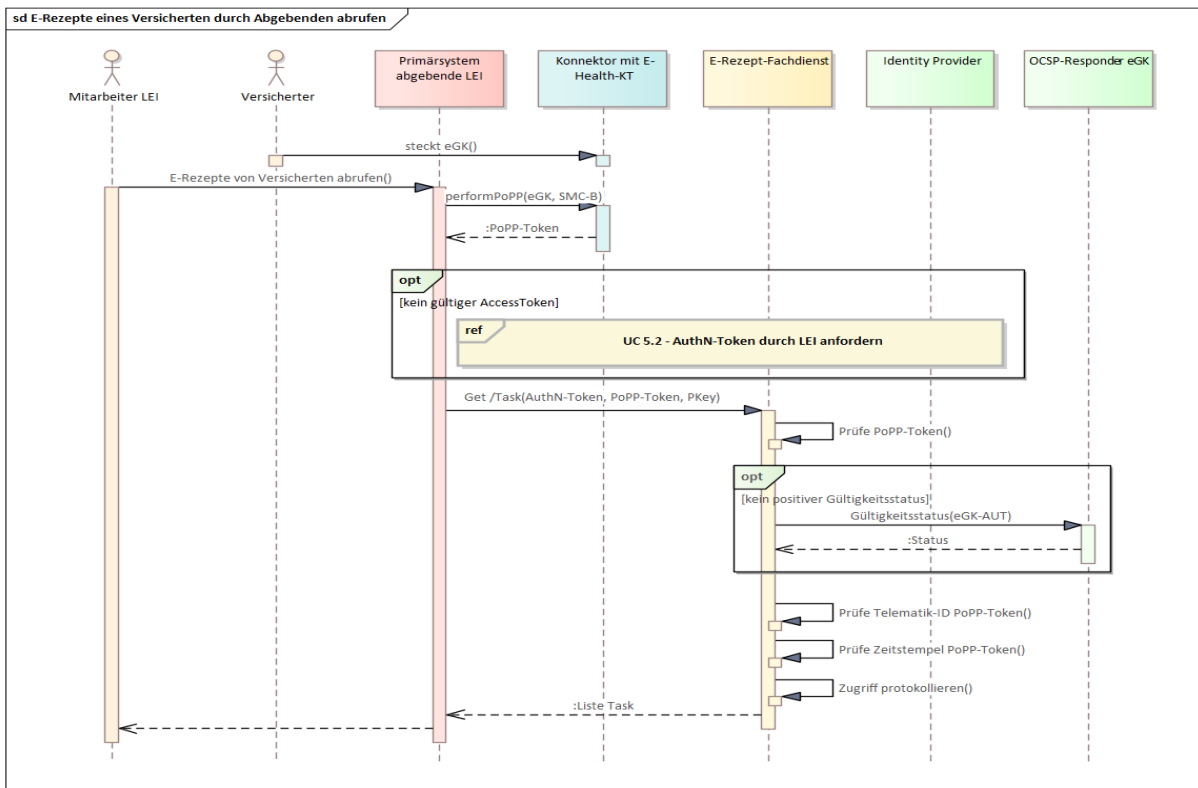 sd E-Rezepte eines Versicherten durch Abgebenden abrufen
Mitarbeiter LEI
Versicherter
Primärsystem
abgebende LEI
Konnektor mit E-
Health-KT
E-Rezept-Fachdienst
Identity Provider
OCSP-Responder eGK
steckt eGK()
E-Rezepte von Versicherten abrufen()
performPoPP(eGK, SMC-B)
:PoPP-Token
opt
[kein gültiger AccessToken]
ref
UC 5.2 - AuthN-Token durch LEI anfordern
Get /Task(AuthN-Token, PoPP-Token, PKey)
Prüfe PoPP-Token()
opt
[kein positiver Gültigkeitsstatus]
Gültigkeitsstatus(eGK-AUT)
:Status
Prüfe Telematik-ID PoPP-Token()
Prüfe Zeitstempel PoPP-Token()
Zugriff protokollieren()
:Liste Task